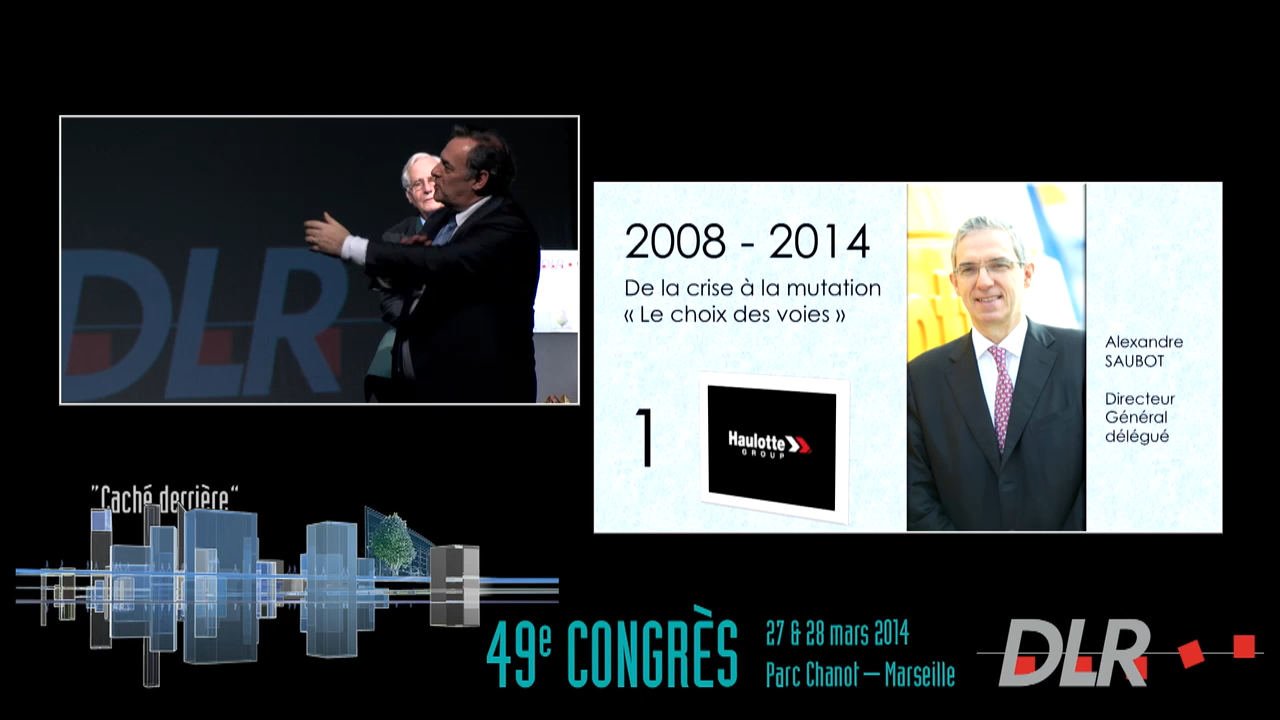 DLR
2008 - 2014
De la crise à la mutation
« Le choix des voies »
1
Haulotte
GROUP
Alexandre
SAUBOT
Directeur
Général
délégué
"Caché derrière"
49e CONGRÈS
27 & 28 mars 2014
Parc Chanot – Marseille
DLR